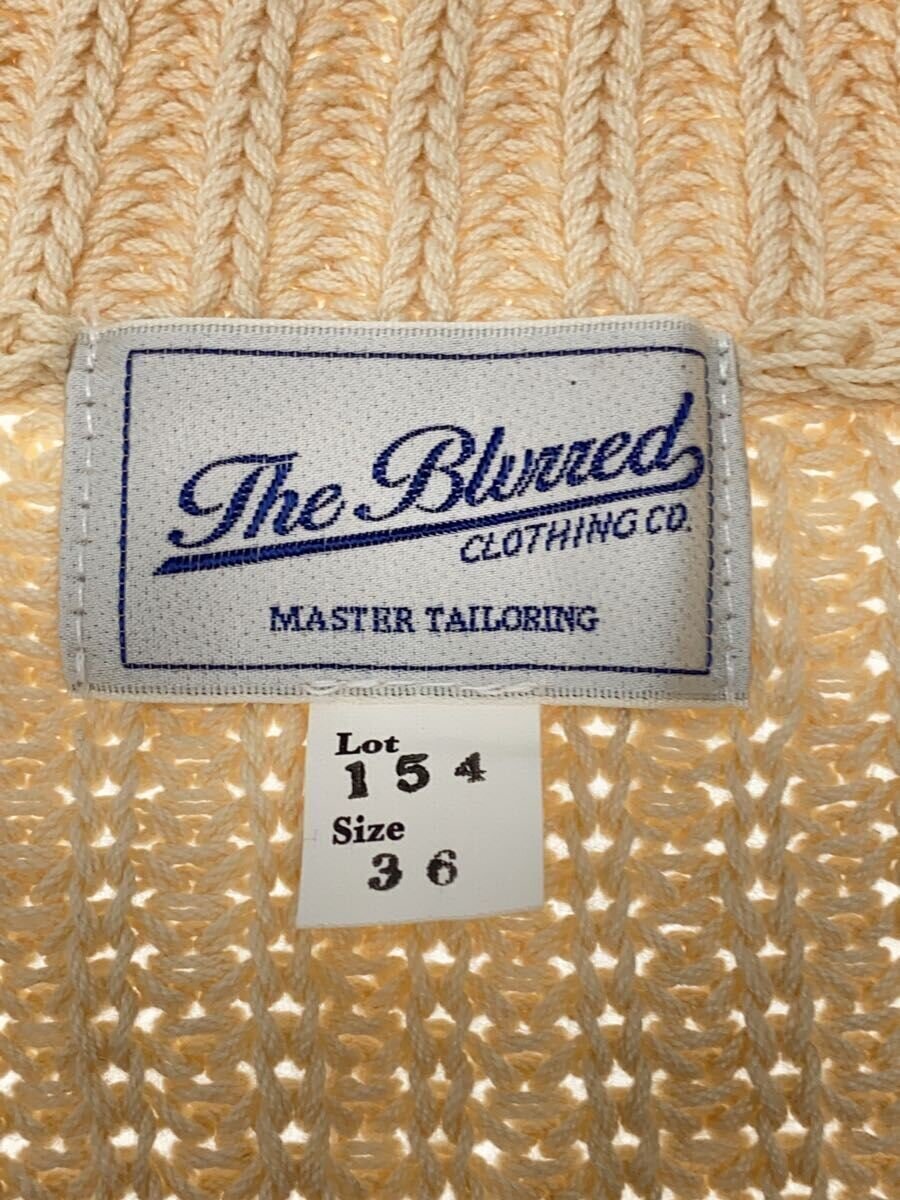 The Blurred
CLOTHING CO.
MASTER TAILORING
Lot
154
Size
36